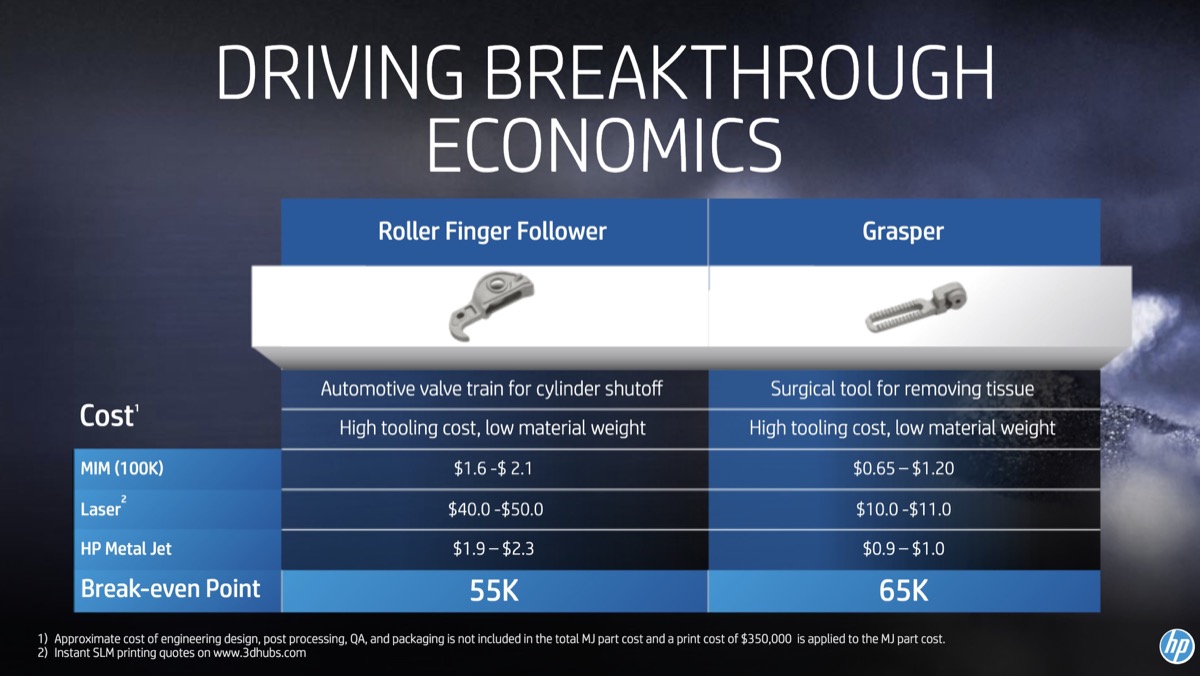 DRIVING BREAKTHROUGH
ECONOMICS
Roller Finger Follower
Grasper
Cost¹
Automotive valve train for cylinder shutoff
Surgical tool for removing tissue
High tooling cost, low material weight
High tooling cost, low material weight
MIM (100K)
$1.6 -$ 2.1
$0.65 – $1.20
Laser²
$40.0 -$50.0
$10.0 -$11.0
HP Metal Jet
$1.9 – $2.3
$0.9 – $1.0
Break-even Point
55K
65K
1) Approximate cost of engineering design, post processing, QA, and packaging is not included in the total MJ part cost and a print cost of $350,000 is applied to the MJ part cost.
2) Instant SLM printing quotes on www.3dhubs.com
hp